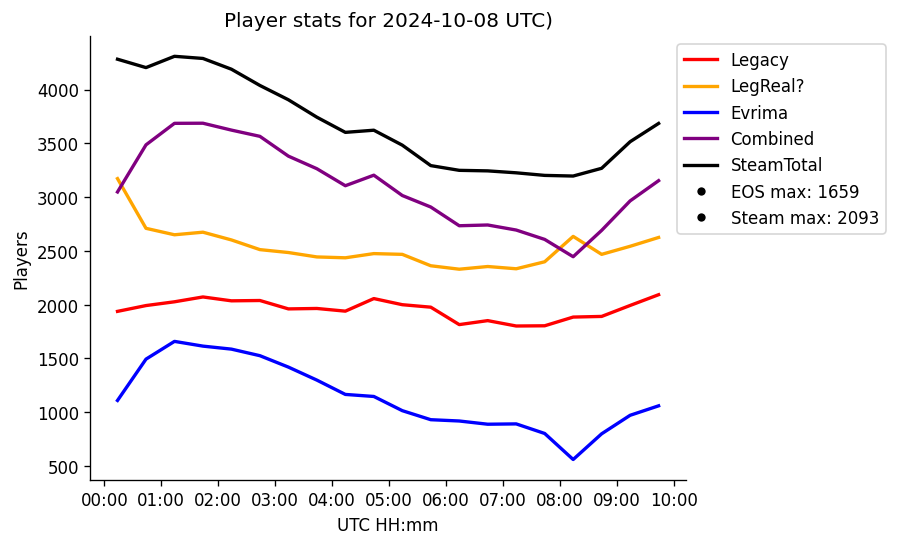 Player stats for 2024-10-08 UTC)
Legacy
LegReal?
Evrima
Combined
SteamTotal
EOS max: 1659
Steam max: 2093
Players
4000
3500
3000
2500
2000
1500
1000
500
00:00 01:00 02:00 03:00 04:00 05:00 06:00 07:00 08:00 09:00 10:00
UTC HH:mm